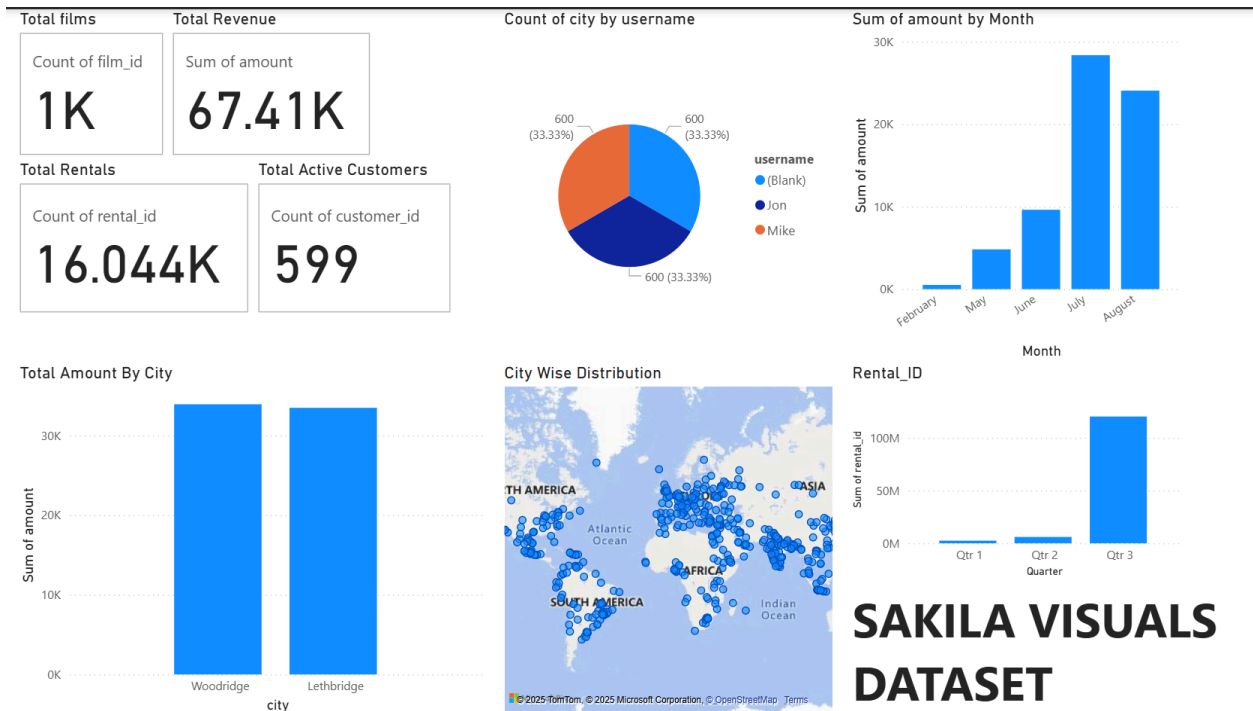 Total films
Count of film_id
1K
Total Revenue
Sum of amount
67.41K
Total Rentals
Count of rental_id
16.044K
Total Active Customers
Count of customer_id
599
Count of city by username
600
(33.33%)
600
(33.33%)
600 (33.33%)
username
(Blank)
Jon
Mike
Sum of amount by Month
Sum of amount
30K
20K
10K
0K
February
May
June
July
August
Month
Total Amount By City
Sum of amount
30K
20K
10K
0K
Woodridge
Lethbridge
city
City Wise Distribution
TH AMERICA
ASIA
Atlantic
Ocean
AFRICA
SOUTH AMERICA
Indian
Ocean
© 2025 TomTom, © 2025 Microsoft Corporation, © OpenStreetMap Terms
Rental_ID
Sum of rental_id
100M
50M
0M
Qtr 1
Qtr 2
Qtr 3
Quarter
SAKILA VISUALS
DATASET